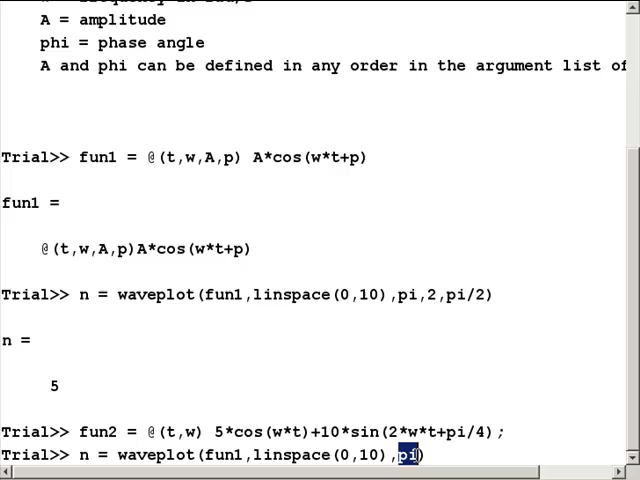 A = amplitude
phi = phase angle
A and phi can be defined in any order in the argument list of
Trial>> fun1 = @(t,w,A,p) A*cos(w*t+p)
fun1 =
@(t,w,A,p)A*cos(w*t+p)
Trial>> n = waveplot(fun1,linspace(0,10),pi,2,pi/2)
n =
5
Trial>> fun2 = @(t,w) 5*cos(w*t)+10*sin(2*w*t+pi/4);
Trial>> n = waveplot(fun1,linspace(0,10),pi)